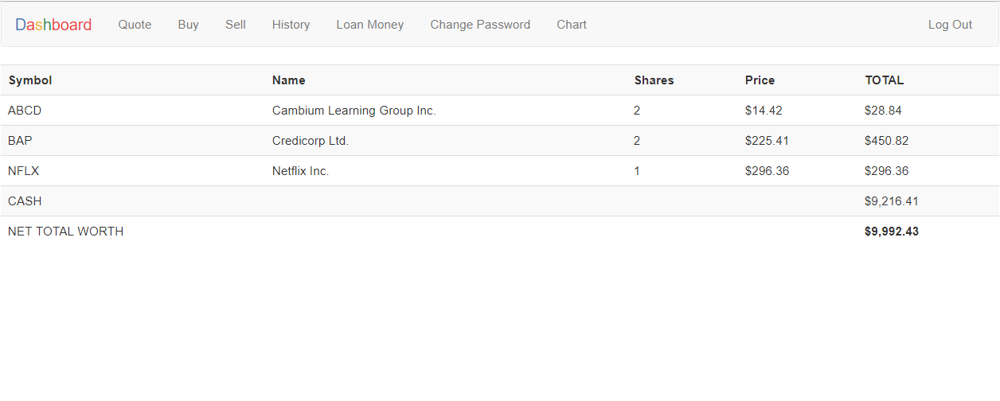 Dashboard Quote Buy Sell History Loan Money Change Password Chart Log Out
Symbol Name Shares Price TOTAL
ABCD Cambium Learning Group Inc. 2 $14.42 $28.84
BAP Credicorp Ltd. 2 $225.41 $450.82
NFLX Netflix Inc. 1 $296.36 $296.36
CASH $9,216.41
NET TOTAL WORTH $9,992.43